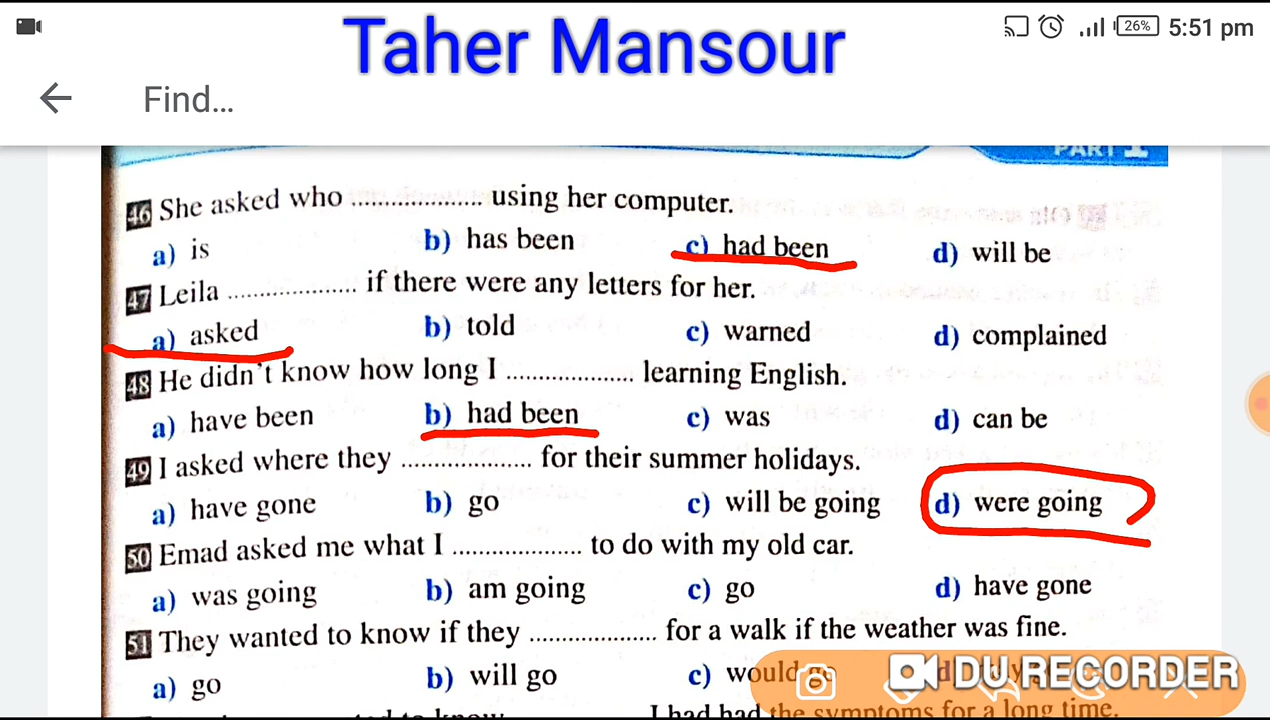 Taher Mansour
26% 5:51 pm
Find...
PART 1
46 She asked who .................. using her computer.
a) is b) has been c) had been d) will be
47 Leila .................. if there were any letters for her.
a) asked b) told c) warned d) complained
48 He didn't know how long I .................. learning English.
a) have been b) had been c) was d) can be
49 I asked where they .................. for their summer holidays.
a) have gone b) go c) will be going d) were going
50 Emad asked me what I .................. to do with my old car.
a) was going b) am going c) go d) have gone
51 They wanted to know if they .................. for a walk if the weather was fine.
a) go b) will go c) would go d)
DU RECORDER
I had had the symptoms for a long time.